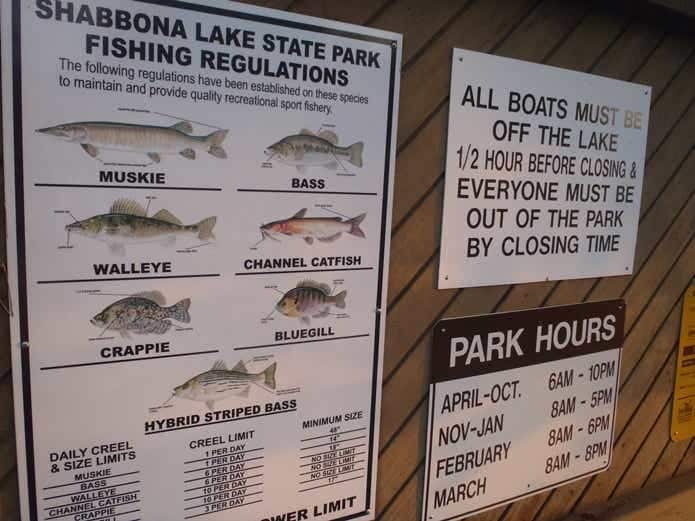 SHABBONA LAKE STATE PARK
FISHING REGULATIONS
The following regulations have been established on these species
to maintain and provide quality recreational sport fishery.
MUSKIE
BASS
WALLEYE
CHANNEL CATFISH
CRAPPIE
BLUEGILL
HYBRID STRIPED BASS
DAILY CREEL
& SIZE LIMITS
MUSKIE
BASS
WALLEYE
CHANNEL CATFISH
CRAPPIE
CREEL LIMIT
1 PER DAY
1 PER DAY
6 PER DAY
6 PER DAY
10 PER DAY
10 PER DAY
3 PER DAY
MINIMUM SIZE
48"
14"
NO SIZE LIMIT
NO SIZE LIMIT
NO SIZE LIMIT
17"
LIMIT
ALL BOATS MUST BE
OFF THE LAKE
1/2 HOUR BEFORE CLOSING &
EVERYONE MUST BE
OUT OF THE PARK
BY CLOSING TIME
PARK HOURS
APRIL-OCT. 6AM - 10PM
NOV-JAN 8AM - 5PM
FEBRUARY 8AM - 6PM
MARCH 8AM - 8PM